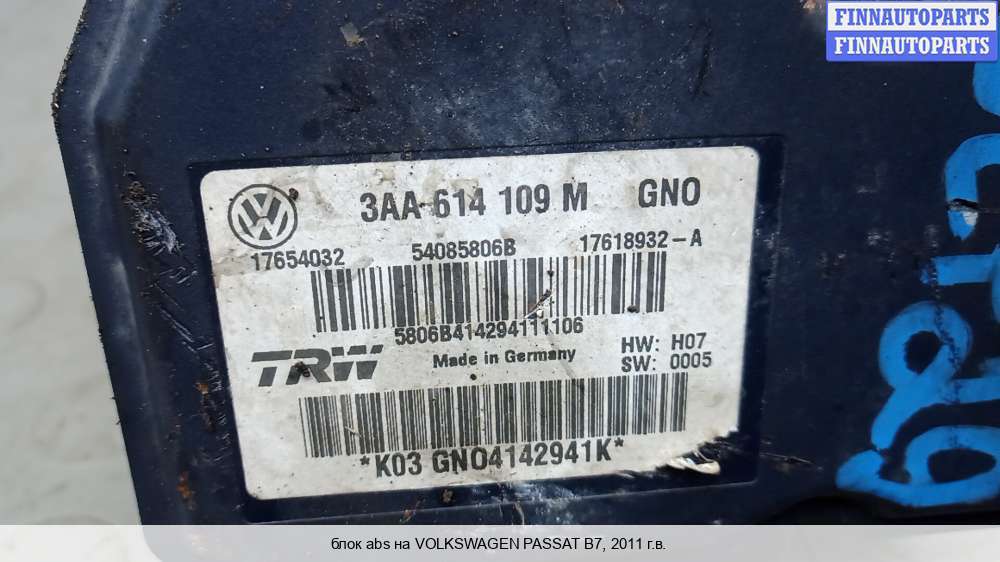 FINNAUTOPARTS
FINNAUTOPARTS
3AA 614 109 M GNO
17654032 54085806B 17618932-A
5806B414294111106
TRW Made in Germany HW: H07
SW: 0005
*K03 GNO4142941K*
блок abs на VOLKSWAGEN PASSAT B7, 2011 г.в.